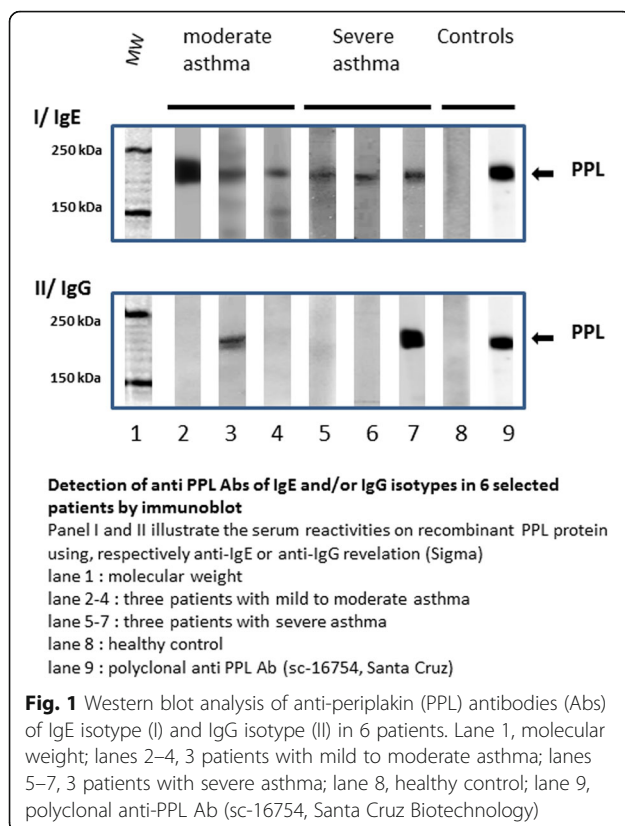 MW
moderate asthma
Severe asthma
Controls
I/ IgE
250 kDa
150 kDa
PPL
II/ IgG
250 kDa
150 kDa
PPL
1 2 3 4 5 6 7 8 9
Detection of anti PPL Abs of IgE and/or IgG isotypes in 6 selected
patients by immunoblot
Panel I and II illustrate the serum reactivities on recombinant PPL protein
using, respectively anti-IgE or anti-IgG revelation (Sigma)
lane 1 : molecular weight
lane 2-4 : three patients with mild to moderate asthma
lane 5-7 : three patients with severe asthma
lane 8 : healthy control
lane 9 : polyclonal anti PPL Ab (sc-16754, Santa Cruz)
Fig. 1 Western blot analysis of anti-periplakin (PPL) antibodies (Abs)
of IgE isotype (I) and IgG isotype (II) in 6 patients. Lane 1, molecular
weight; lanes 2–4, 3 patients with mild to moderate asthma; lanes
5–7, 3 patients with severe asthma; lane 8, healthy control; lane 9,
polyclonal anti-PPL Ab (sc-16754, Santa Cruz Biotechnology)